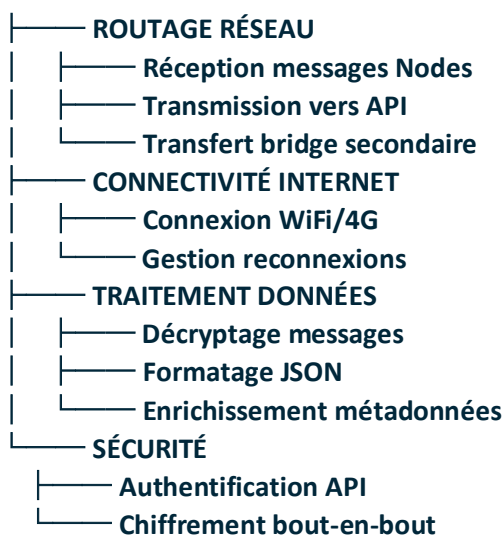 ROUTAGE RÉSEAU
Réception messages Nodes
Transmission vers API
Transfert bridge secondaire
CONNECTIVITÉ INTERNET
Connexion WiFi/4G
Gestion reconnexions
TRAITEMENT DONNÉES
Décryptage messages
Formatage JSON
Enrichissement métadonnées
SÉCURITÉ
Authentification API
Chiffrement bout-en-bout